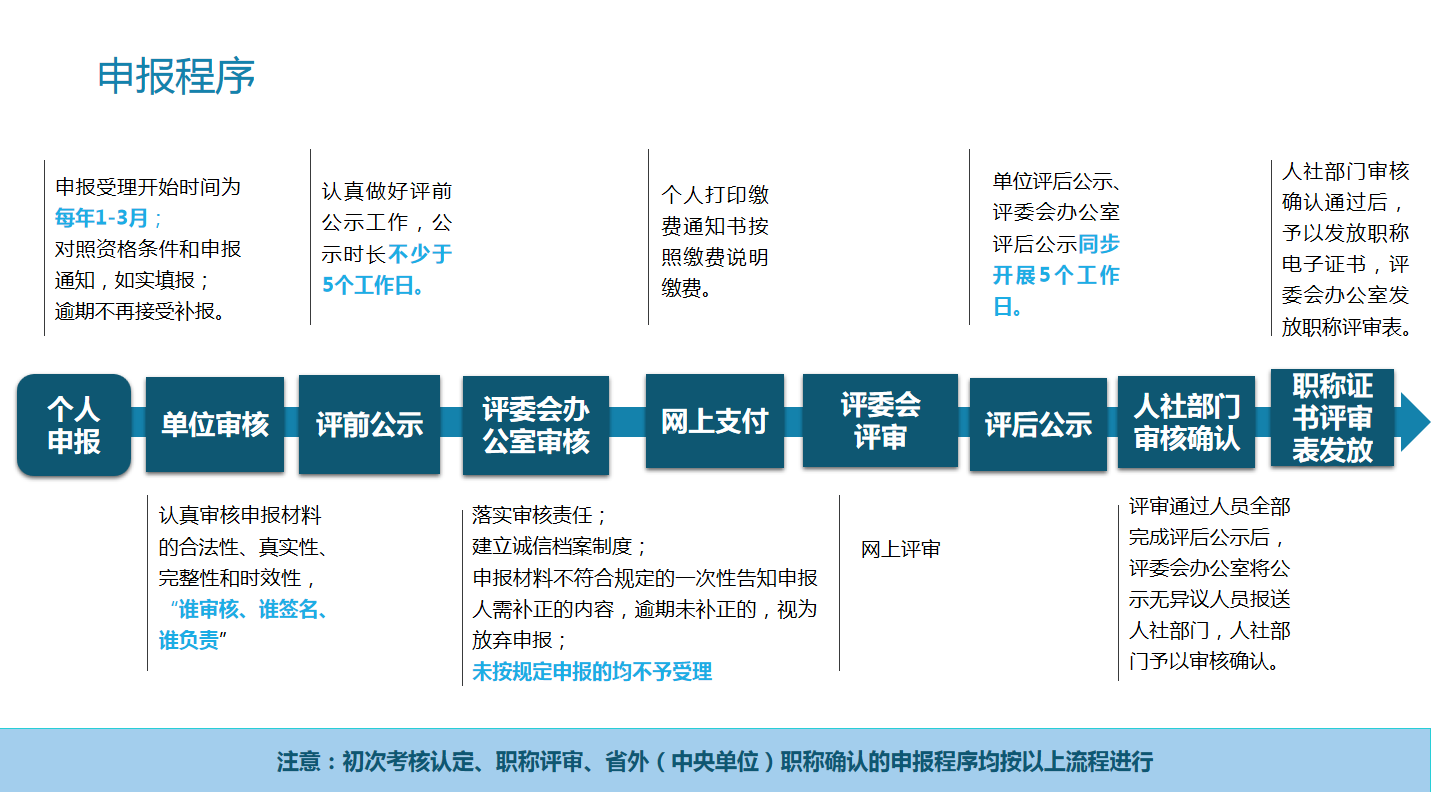 申报程序
申报受理开始时间为
每年1-3月；
对照资格条件和申报
通知，如实填报；
逾期不再接受补报。
认真做好评前
公示工作，公
示时长不少于
5个工作日。
个人打印缴
费通知书按
照缴费说明
缴费。
单位评后公示、
评委会办公室
评后公示同步
开展5个工作
日。
人社部门审核
确认通过后，
予以发放职称
电子证书，评
委会办公室发
放职称评审表。
个人
申报
单位审核
评前公示
评委会办
公室审核
网上支付
评委会
评审
评后公示
人社部门
审核确认
职称证
书评审
表发放
认真审核申报材料
的合法性、真实性、
完整性和时效性，
“谁审核、谁签名、
谁负责”
落实审核责任；
建立诚信档案制度；
申报材料不符合规定的一次性告知申报
人需补正的内容，逾期未补正的，视为
放弃申报；
未按规定申报的均不予受理
网上评审
评审通过人员全部
完成评后公示后，
评委会办公室将公
示无异议人员报送
人社部门，人社部
门予以审核确认。
注意：初次考核认定、职称评审、省外（中央单位）职称确认的申报程序均按以上流程进行